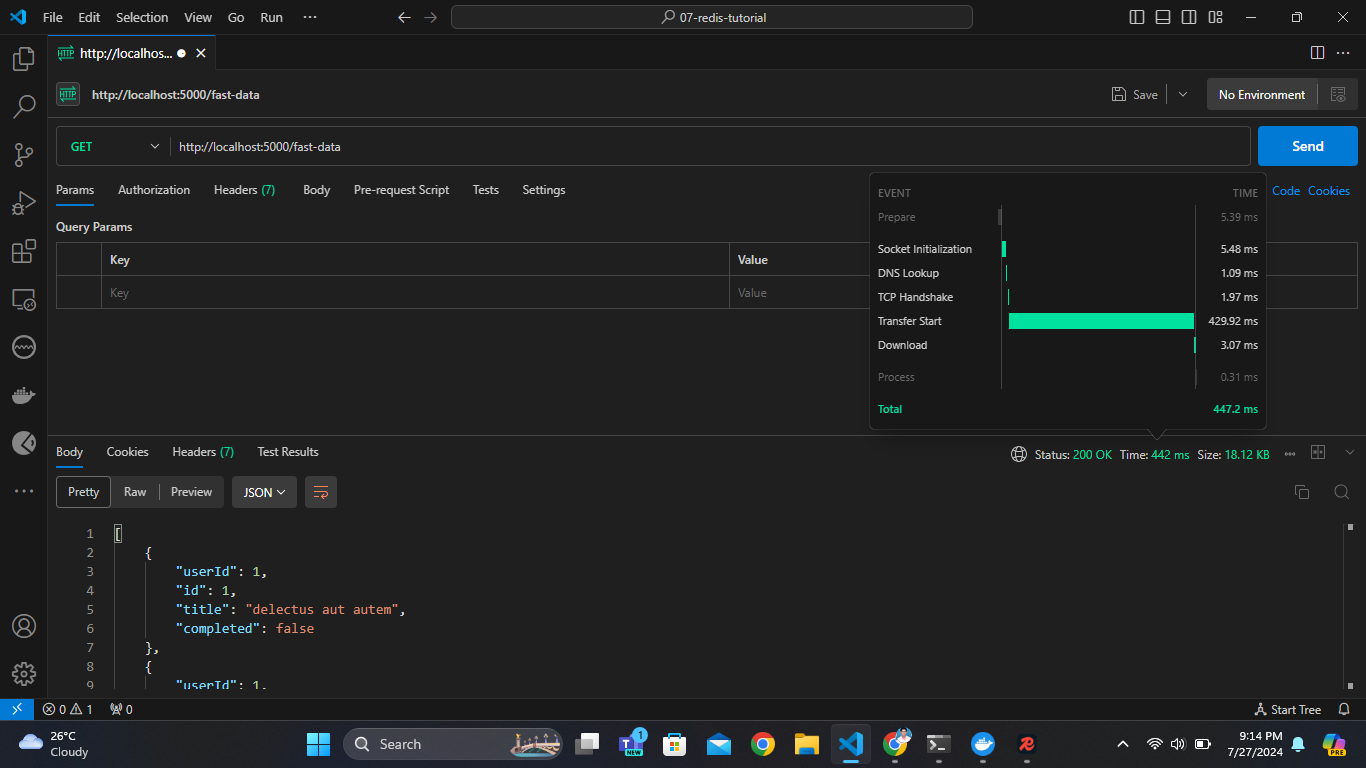 File Edit Selection View Go Run ··· 07-redis-tutorial
HTTP http://localhos...
HTTP http://localhost:5000/fast-data Save No Environment
GET http://localhost:5000/fast-data Send
Params Authorization Headers (7) Body Pre-request Script Tests Settings Code Cookies
Query Params
Key Value
Key Value
EVENT TIME
Prepare 5.39 ms
Socket Initialization 5.48 ms
DNS Lookup 1.09 ms
TCP Handshake 1.97 ms
Transfer Start 429.92 ms
Download 3.07 ms
Process 0.31 ms
Total 447.2 ms
Body Cookies Headers (7) Test Results Status: 200 OK Time: 442 ms Size: 18.12 KB
Pretty Raw Preview JSON
1 [
2 {
3 "userId": 1,
4 "id": 1,
5 "title": "delectus aut autem",
6 "completed": false
7 },
8 {
9 "userId": 1,
0 1 0 Start Tree
26°C
Cloudy
Search
1
NEW
PRE
9:14 PM
7/27/2024